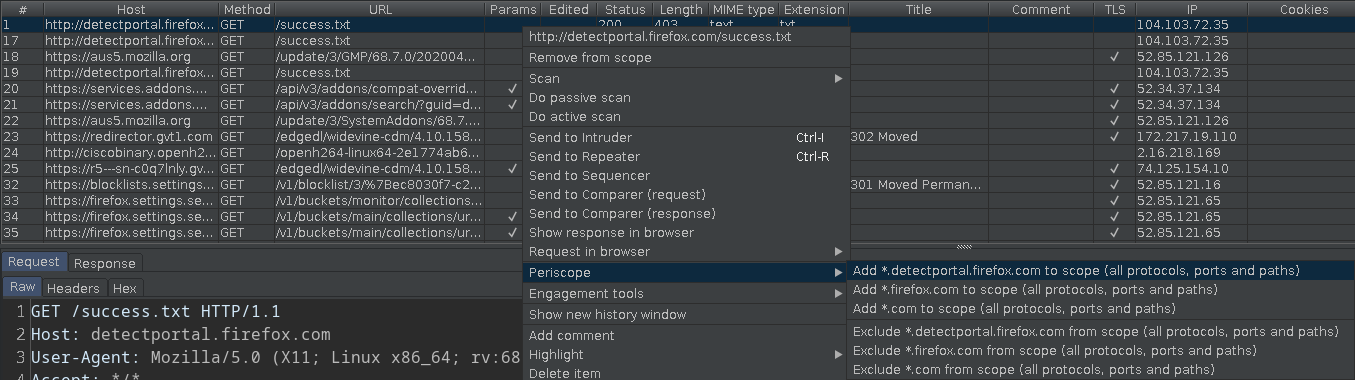 # Host Method URL Params Edited Status Length MIME type Extension Title Comment TLS IP Cookies
1 http://detectportal.firefox... GET /success.txt 200 403 text txt 104.103.72.35
17 http://detectportal.firefox... GET /success.txt 104.103.72.35
18 https://aus5.mozilla.org GET /update/3/GMP/68.7.0/202004... ✓ 52.85.121.126
19 http://detectportal.firefox... GET /success.txt 104.103.72.35
20 https://services.addons.... GET /api/v3/addons/compat-overrid... ✓ ✓ 52.34.37.134
21 https://services.addons.... GET /api/v3/addons/search/?guid=d... ✓ ✓ 52.34.37.134
22 https://aus5.mozilla.org GET /update/3/SystemAddons/68.7.... ✓ 52.85.121.126
23 https://redirector.gvt1.com GET /edgedl/widevine-cdm/4.10.158... 302 Moved ✓ 172.217.19.110
24 http://ciscobinary.openh2... GET /openh264-linux64-2e1774ab6... 2.16.218.169
25 https://r5---sn-c0q7lnly.gv... GET /edgedl/widevine-cdm/4.10.158... ✓ ✓ 74.125.154.10
32 https://blocklists.settings... GET /v1/blocklist/3/%7Bec8030f7-c2... 301 Moved Perman... ✓ 52.85.121.16
33 https://firefox.settings.se... GET /v1/buckets/monitor/collections... ✓ 52.85.121.65
34 https://firefox.settings.se... GET /v1/buckets/main/collections/ur... ✓ ✓ 52.85.121.65
35 https://firefox.settings.se... GET /v1/buckets/main/collections/ur... ✓ ✓ 52.85.121.65
http://detectportal.firefox.com/success.txt
Remove from scope
Scan
Do passive scan
Do active scan
Send to Intruder Ctrl-I
Send to Repeater Ctrl-R
Send to Sequencer
Send to Comparer (request)
Send to Comparer (response)
Show response in browser
Request in browser
Periscope
Engagement tools
Show new history window
Add comment
Highlight
Delete item
Add *.detectportal.firefox.com to scope (all protocols, ports and paths)
Add *.firefox.com to scope (all protocols, ports and paths)
Add *.com to scope (all protocols, ports and paths)
Exclude *.detectportal.firefox.com from scope (all protocols, ports and paths)
Exclude *.firefox.com from scope (all protocols, ports and paths)
Exclude *.com from scope (all protocols, ports and paths)
Request Response
Raw Headers Hex
1 GET /success.txt HTTP/1.1
2 Host: detectportal.firefox.com
3 User-Agent: Mozilla/5.0 (X11; Linux x86_64; rv:68
4 Accept: */*